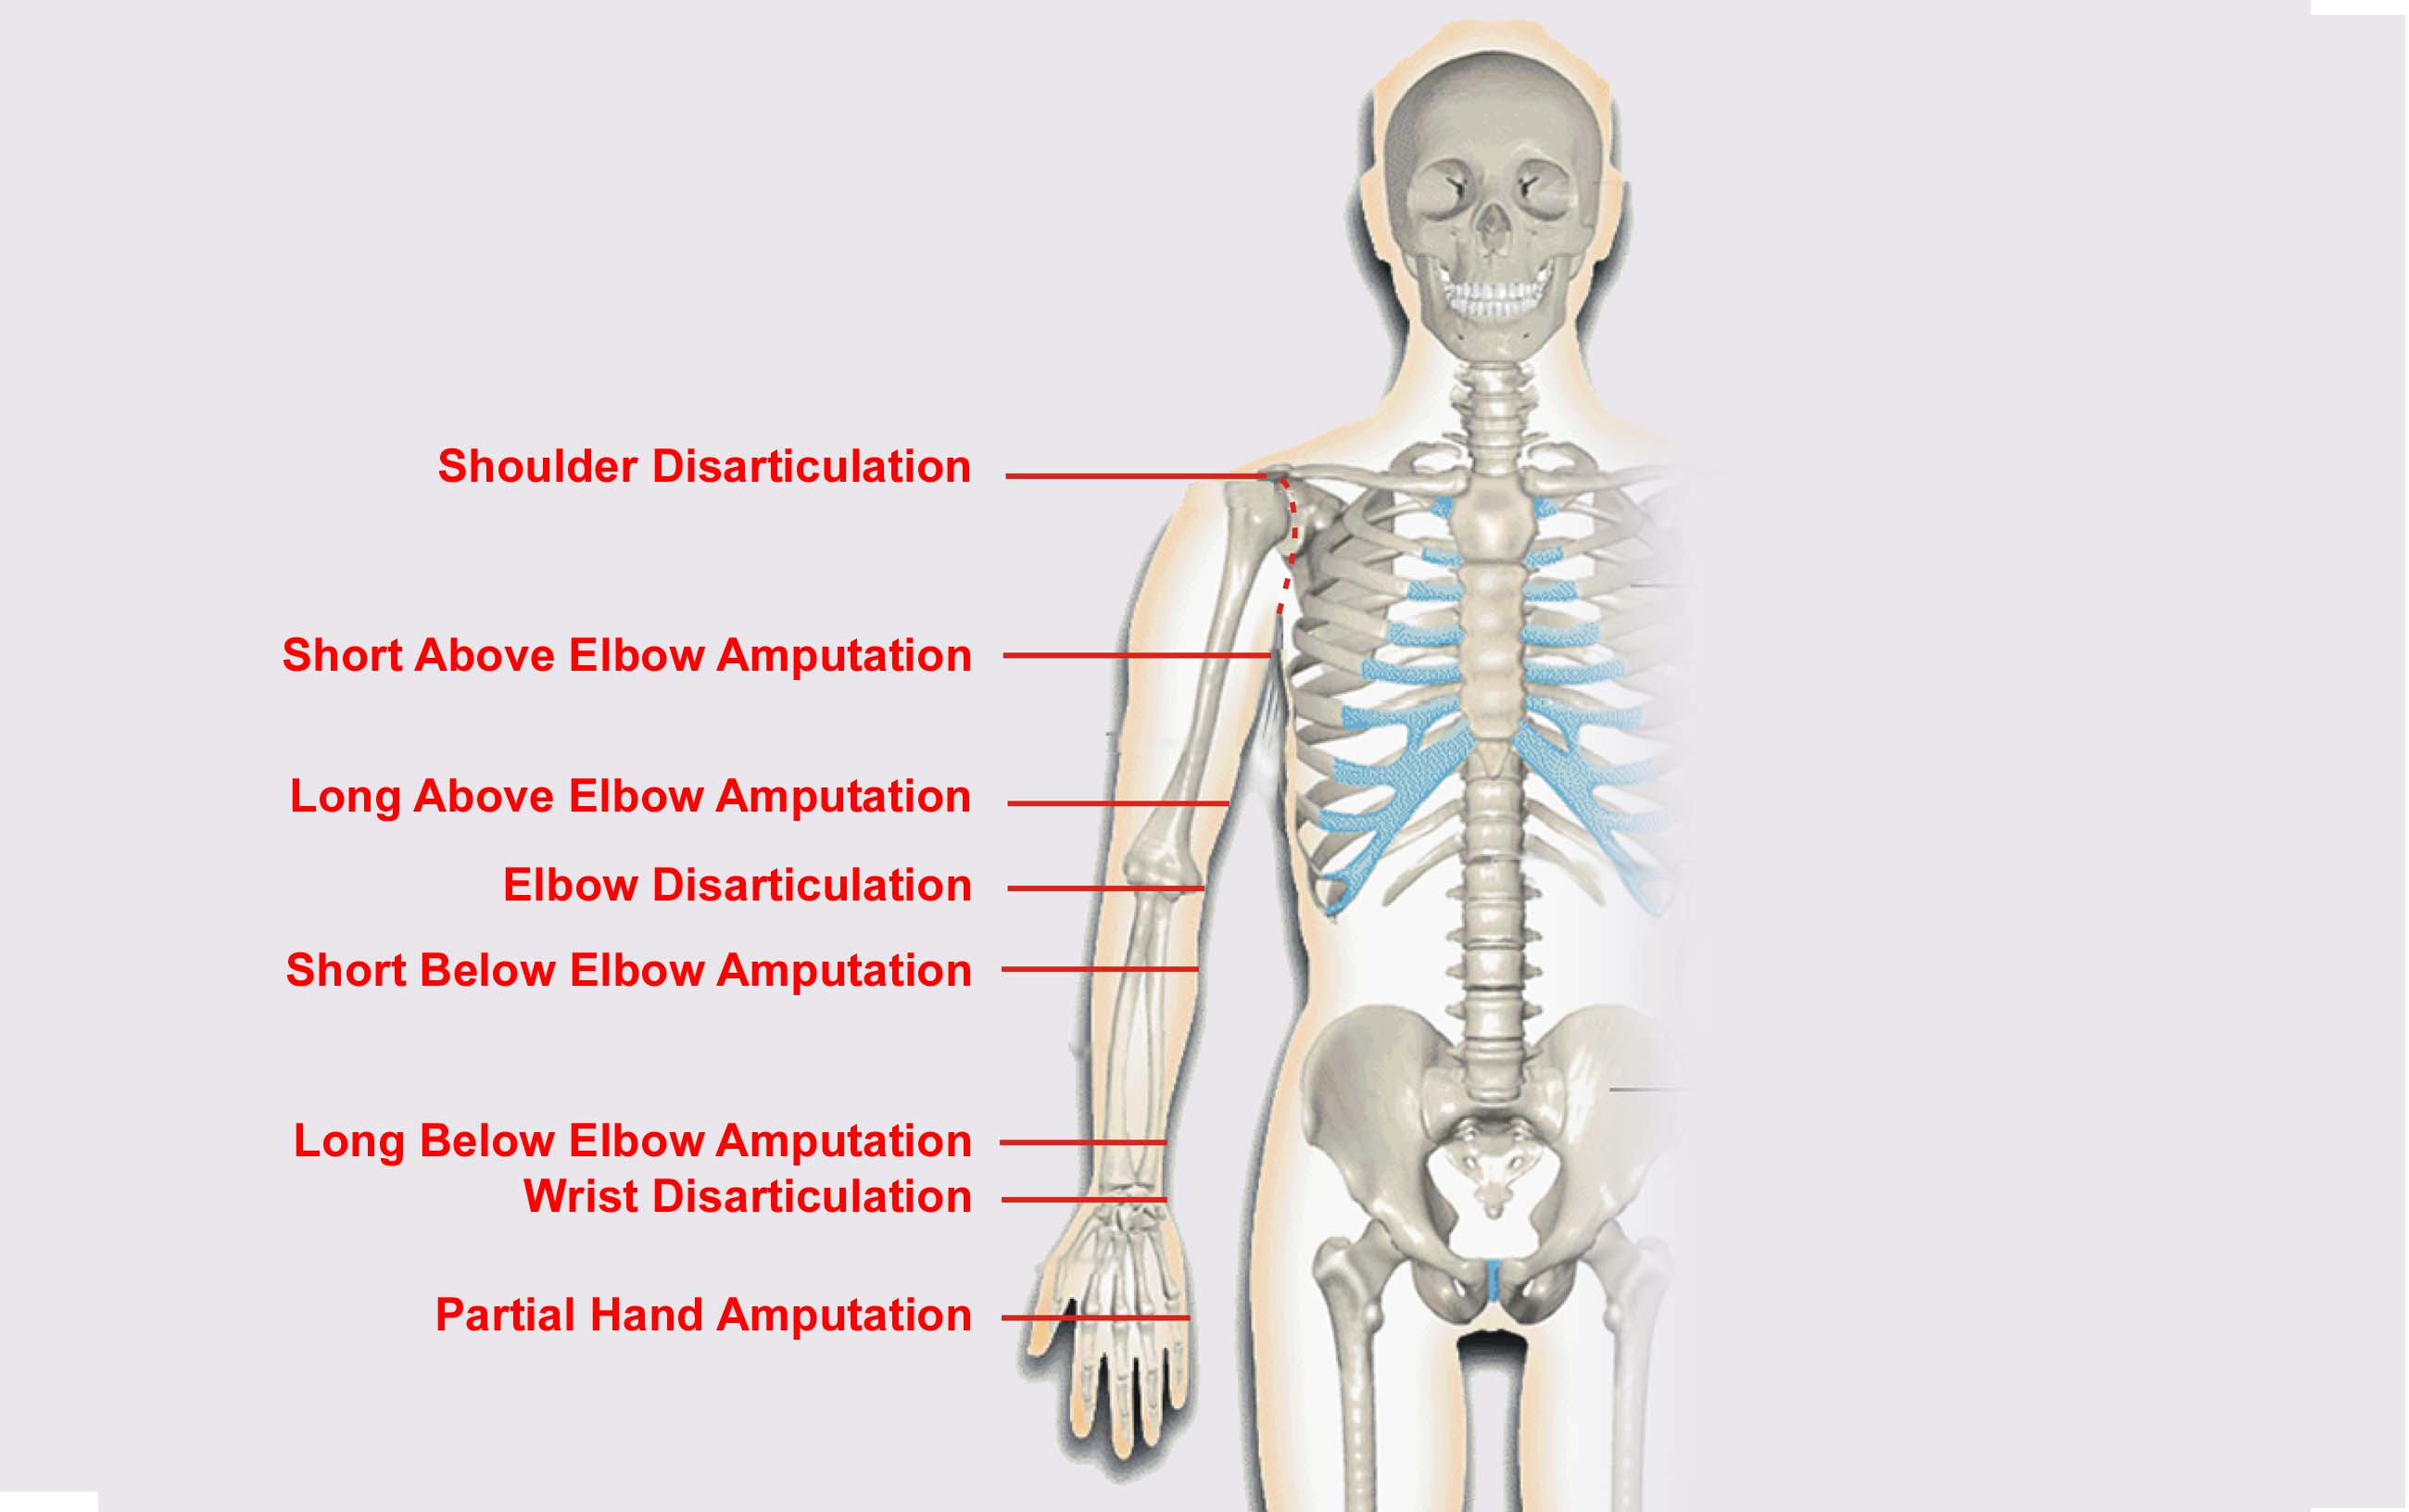 Shoulder Disarticulation
Short Above Elbow Amputation
Long Above Elbow Amputation
Elbow Disarticulation
Short Below Elbow Amputation
Long Below Elbow Amputation
Wrist Disarticulation
Partial Hand Amputation